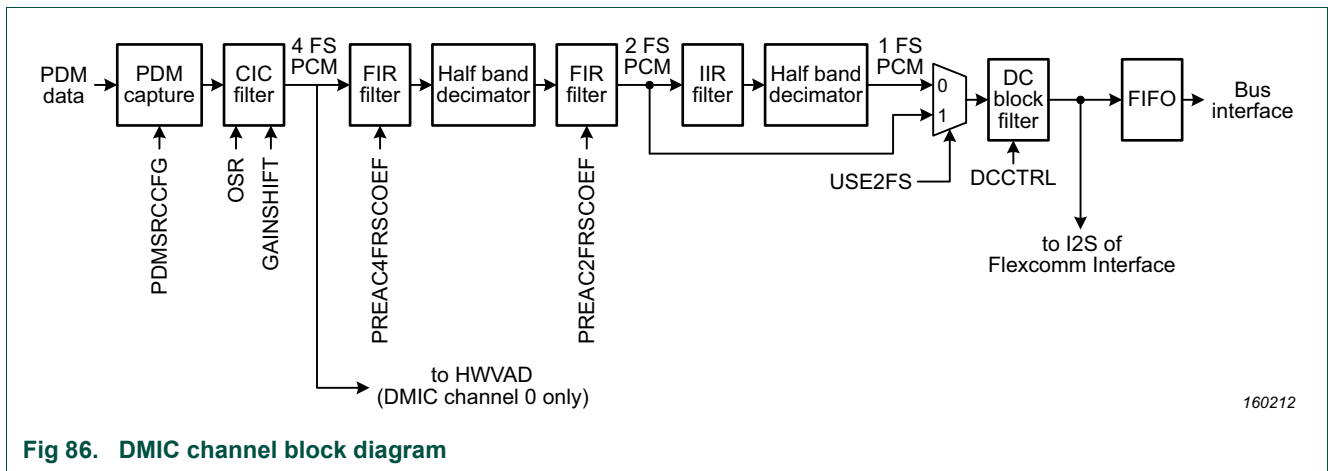 PDM
data
PDM
capture
CIC
filter
4 FS
PCM
FIR
filter
Half band
decimator
FIR
filter
2 FS
PCM
IIR
filter
Half band
decimator
1 FS
PCM
0
1
DC
block
filter
FIFO
Bus
interface
PDMSRCCFG
OSR
GAINSHIFT
PREAC4FRSCOEF
PREAC2FRSCOEF
USE2FS
DCCTRL
to I2S of
Flexcomm Interface
to HWVAD
(DMIC channel 0 only)
160212
Fig 86. DMIC channel block diagram